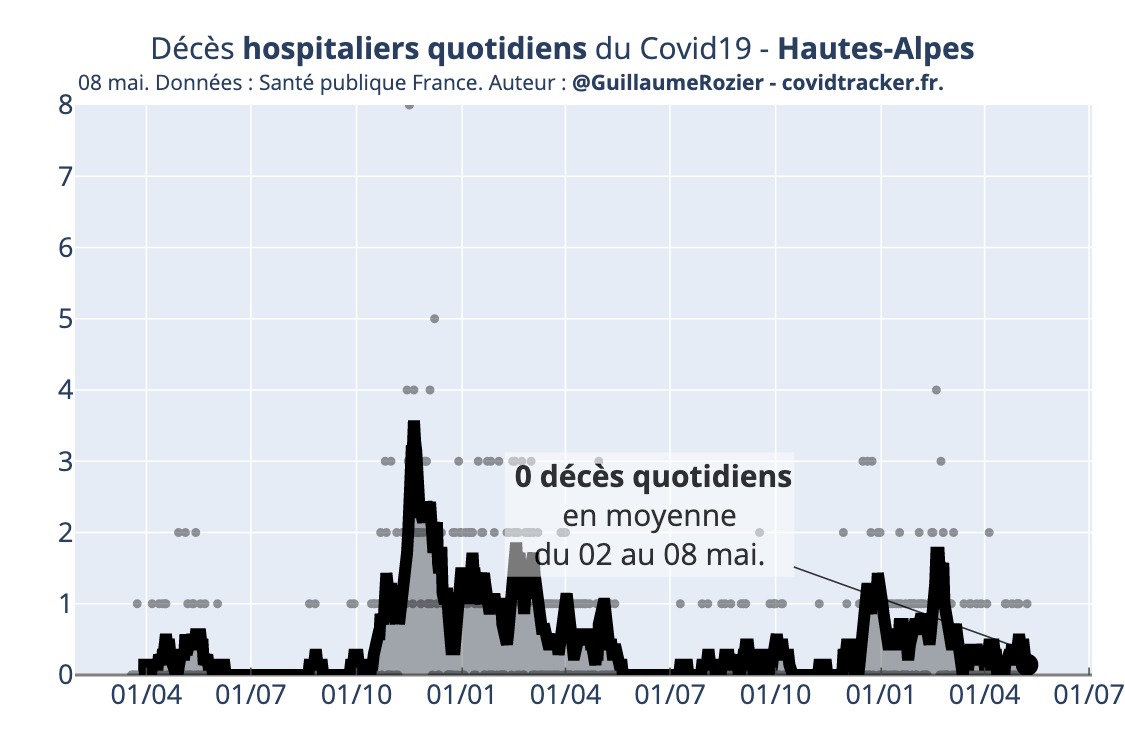 Décès hospitaliers quotidiens du Covid19 - Hautes-Alpes
08 mai. Données : Santé publique France. Auteur : @GuillaumeRozier - covidtracker.fr.
8
7
6
5
4
3
2
1
0
0 décès quotidiens
en moyenne
du 02 au 08 mai.
01/04 01/07 01/10 01/01 01/04 01/07 01/10 01/01 01/04 01/07